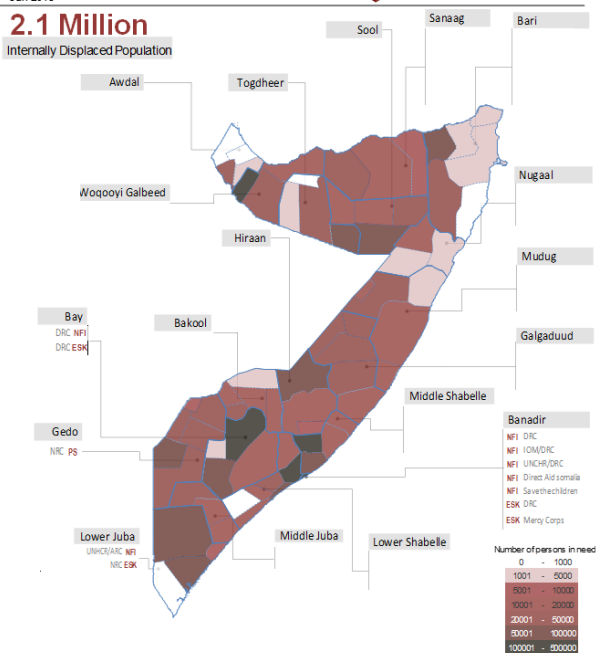 2.1 Million
Internally Displaced Population
Sanaag
Bari
Sool
Awdal
Togdheer
Nugaal
Woqooyi Galbeed
Hiraan
Mudug
Bay
DRC NFI
DRC ESK
Bakool
Galgaduud
Middle Shabelle
Banadir
NFI DRC
NFI IOM/DRC
NFI UNCHR/DRC
NFI Direct Aid somalia
NFI Savethechildren
ESK DRC
ESK Mercy Corps
Gedo
NRC PS
Lower Juba
UNHCR/ARC NFI
NRC ESK
Middle Juba
Lower Shabelle
Number of persons in need
0 - 1000
1001 - 5000
5001 - 10000
10001 - 20000
20001 - 50000
50001 100000
100001 - 500000